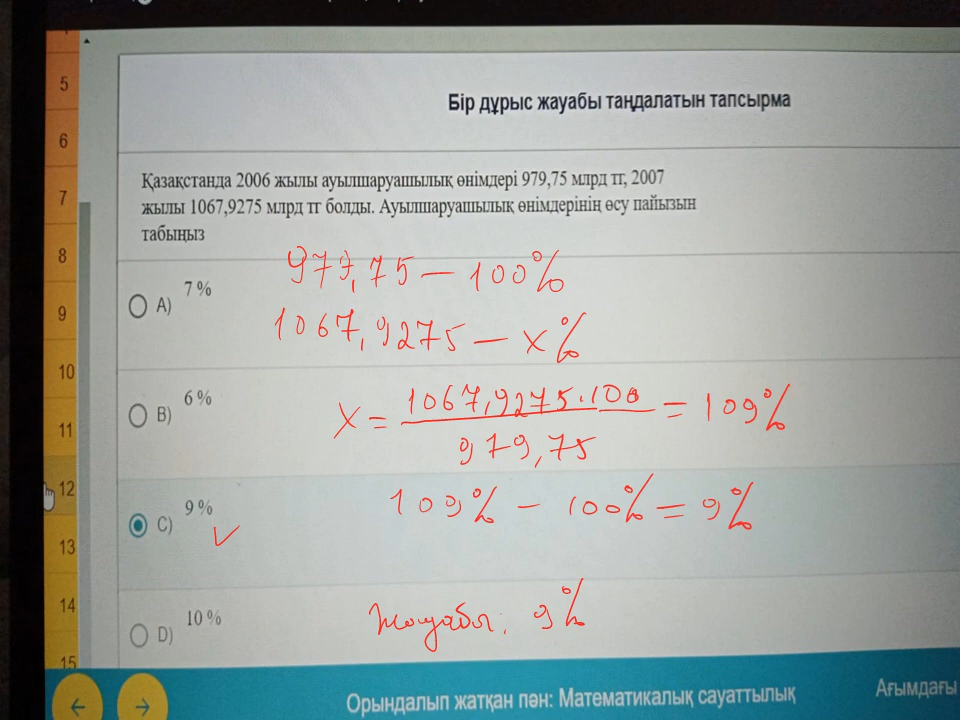 5
6
7
8
9
10
11
12
13
14
15
Бір дұрыс жауабы таңдалатын тапсырма
Қазақстанда 2006 жылы ауылшаруашылық өнімдері 979,75 млрд тг, 2007
жылы 1067,9275 млрд тг болды. Ауылшаруашылық өнімдерінің өсу пайызын
табыңыз
979,75 — 100%
1067,9275 — x%
A) 7 %
x = 1067,9275·100 / 979,75 = 109%
B) 6 %
109% - 100% = 9%
C) 9 %
D) 10 %
Жауабы: 9%
Орындалып жатқан пән: Математикалық сауаттылық
Ағымдағы